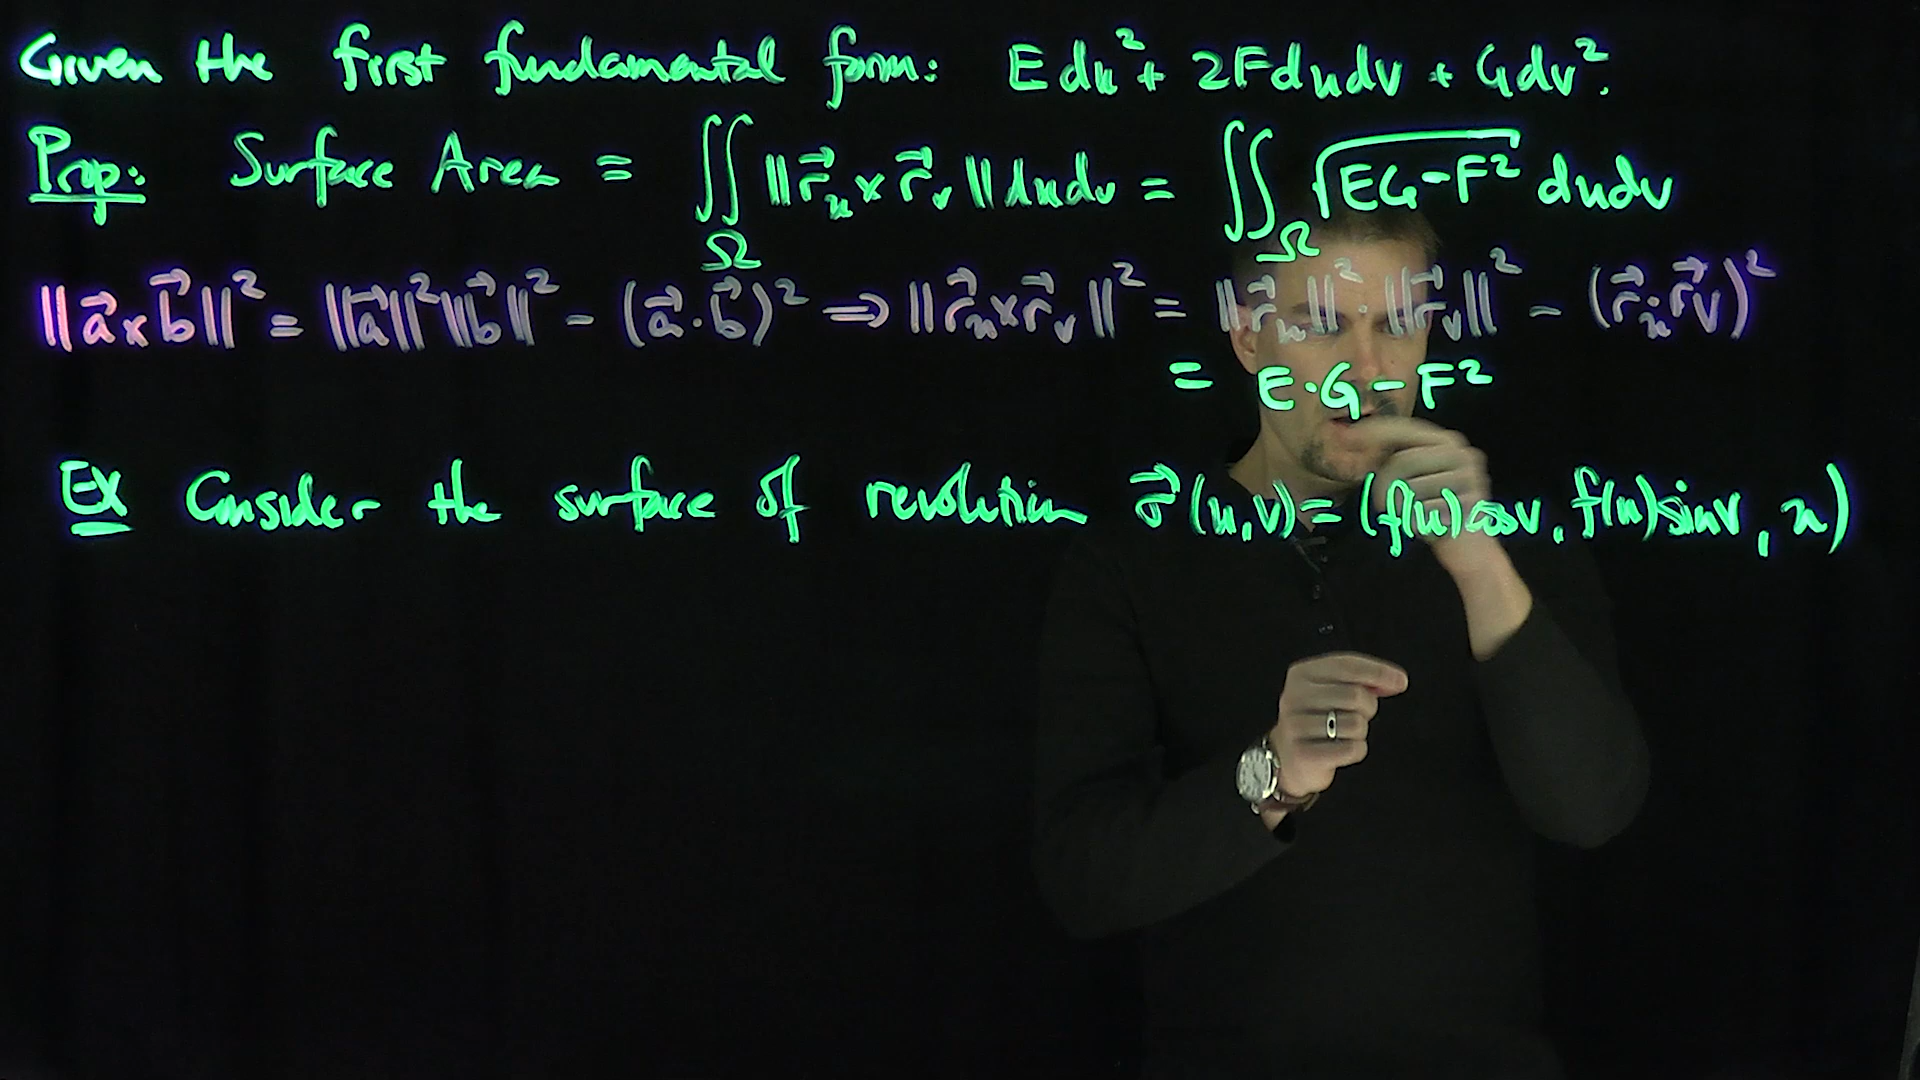 Given the first fundamental form: E du² + 2F du dv + G dv².
Prop: Surface Area = ∬_Ω ‖r⃗_u × r⃗_v‖ du dv = ∬_Ω √(EG-F²) du dv
‖a⃗ × b⃗‖² = ‖a⃗‖²‖b⃗‖² - (a⃗·b⃗)² ⟹ ‖r⃗_u × r⃗_v‖² = ‖r⃗_u‖²·‖r⃗_v‖² - (r⃗_u·r⃗_v)²
= E·G - F²
Ex Consider the surface of revolution σ⃗(u,v) = (f(u)cos v, f(u)sin v, u)